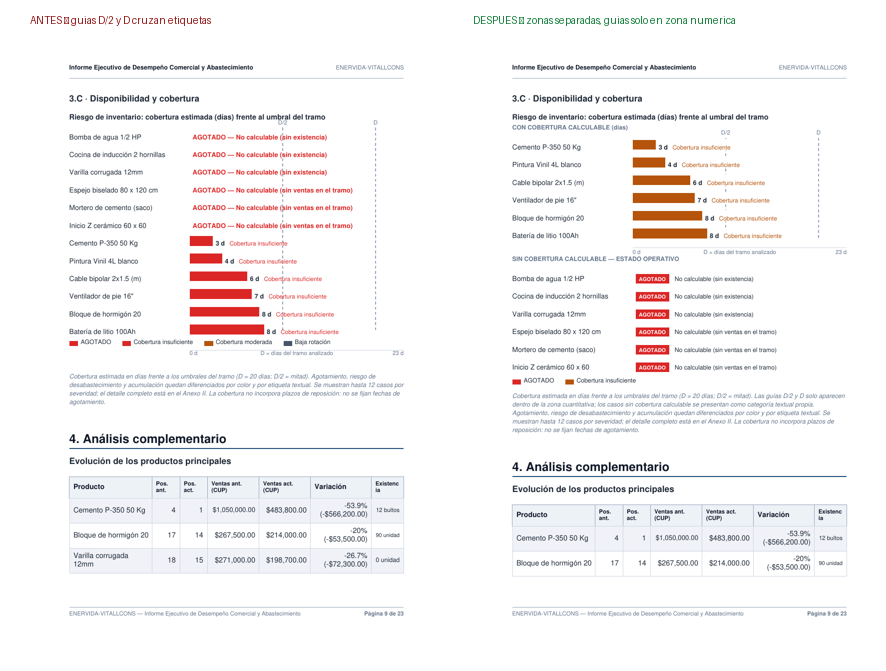 ANTES guias D/2 y D cruzan etiquetas
Informe Ejecutivo de Desempeño Comercial y Abastecimiento ENERVIDA-VITALLCONS
3.C · Disponibilidad y cobertura
Riesgo de inventario: cobertura estimada (días) frente al umbral del tramo
D/2 D
Bomba de agua 1/2 HP AGOTADO — No calculable (sin existencia)
Cocina de inducción 2 hornillas AGOTADO — No calculable (sin existencia)
Varilla corrugada 12mm AGOTADO — No calculable (sin existencia)
Espejo biselado 80 x 120 cm AGOTADO — No calculable (sin ventas en el tramo)
Mortero de cemento (saco) AGOTADO — No calculable (sin ventas en el tramo)
Inicio Z cerámico 60 x 60 AGOTADO — No calculable (sin ventas en el tramo)
Cemento P-350 50 Kg 3 d Cobertura insuficiente
Pintura Vinil 4L blanco 4 d Cobertura insuficiente
Cable bipolar 2x1.5 (m) 6 d Cobertura insuficiente
Ventilador de pie 16" 7 d Cobertura insuficiente
Bloque de hormigón 20 8 d Cobertura insuficiente
Batería de litio 100Ah 8 d Cobertura insuficiente
AGOTADO Cobertura insuficiente Cobertura moderada Baja rotación
0 d D = días del tramo analizado 23 d
Cobertura estimada en días frente a los umbrales del tramo (D = 20 días; D/2 = mitad). Agotamiento, riesgo de
desabastecimiento y acumulación quedan diferenciados por color y por etiqueta textual. Se muestran hasta 12 casos por
severidad; el detalle completo está en el Anexo II. La cobertura no incorpora plazos de reposición: no se fijan fechas de
agotamiento.
4. Análisis complementario
Evolución de los productos principales
Producto Pos. ant. Pos. act. Ventas ant. (CUP) Ventas act. (CUP) Variación Existenc ia
Cemento P-350 50 Kg 4 1 $1,050,000.00 $483,800.00 -53.9% (-$566,200.00) 12 bultos
Bloque de hormigón 20 17 14 $267,500.00 $214,000.00 -20% (-$53,500.00) 90 unidad
Varilla corrugada 12mm 18 15 $271,000.00 $198,700.00 -26.7% (-$72,300.00) 0 unidad
ENERVIDA-VITALLCONS — Informe Ejecutivo de Desempeño Comercial y Abastecimiento Página 9 de 23
DESPUES zonas separadas, guias solo en zona numerica
Informe Ejecutivo de Desempeño Comercial y Abastecimiento ENERVIDA-VITALLCONS
3.C · Disponibilidad y cobertura
Riesgo de inventario: cobertura estimada (días) frente al umbral del tramo
CON COBERTURA CALCULABLE (días)
D/2 D
Cemento P-350 50 Kg 3 d Cobertura insuficiente
Pintura Vinil 4L blanco 4 d Cobertura insuficiente
Cable bipolar 2x1.5 (m) 6 d Cobertura insuficiente
Ventilador de pie 16" 7 d Cobertura insuficiente
Bloque de hormigón 20 8 d Cobertura insuficiente
Batería de litio 100Ah 8 d Cobertura insuficiente
0 d D = días del tramo analizado 23 d
SIN COBERTURA CALCULABLE — ESTADO OPERATIVO
Bomba de agua 1/2 HP AGOTADO No calculable (sin existencia)
Cocina de inducción 2 hornillas AGOTADO No calculable (sin existencia)
Varilla corrugada 12mm AGOTADO No calculable (sin existencia)
Espejo biselado 80 x 120 cm AGOTADO No calculable (sin ventas en el tramo)
Mortero de cemento (saco) AGOTADO No calculable (sin ventas en el tramo)
Inicio Z cerámico 60 x 60 AGOTADO No calculable (sin ventas en el tramo)
AGOTADO Cobertura insuficiente
Cobertura estimada en días frente a los umbrales del tramo (D = 20 días; D/2 = mitad). Las guías D/2 y D solo aparecen
dentro de la zona cuantitativa; los casos sin cobertura calculable se presentan como categoría textual propia.
Agotamiento, riesgo de desabastecimiento y acumulación quedan diferenciados por color y por etiqueta textual. Se
muestran hasta 12 casos por severidad; el detalle completo está en el Anexo II. La cobertura no incorpora plazos de
reposición: no se fijan fechas de agotamiento.
4. Análisis complementario
Evolución de los productos principales
Producto Pos. ant. Pos. act. Ventas ant. (CUP) Ventas act. (CUP) Variación Existenc ia
Cemento P-350 50 Kg 4 1 $1,050,000.00 $483,800.00 -53.9% (-$566,200.00) 12 bultos
Bloque de hormigón 20 17 14 $267,500.00 $214,000.00 -20% (-$53,500.00) 90 unidad
ENERVIDA-VITALLCONS — Informe Ejecutivo de Desempeño Comercial y Abastecimiento Página 9 de 23